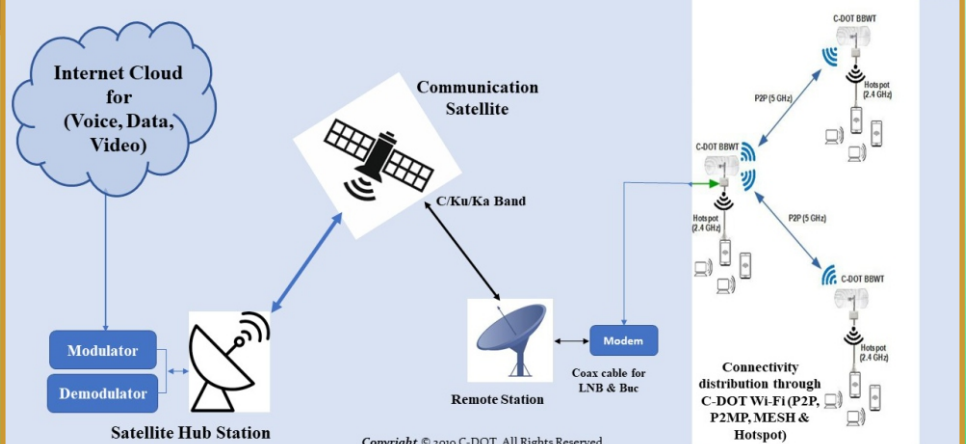 Internet Cloud
for
(Voice, Data,
Video)
Communication
Satellite
C/Ku/Ka Band
Modulator
Demodulator
Satellite Hub Station
Remote Station
Modem
Coax cable for
LNB & Buc
C-DOT BBWT
Hotspot
(2.4 GHz)
P2P (5 GHz)
C-DOT BBWT
Hotspot
(2.4 GHz)
P2P (5 GHz)
C-DOT BBWT
Hotspot
(2.4 GHz)
Connectivity
distribution through
C-DOT Wi-Fi (P2P,
P2MP, MESH &
Hotspot)
Copyright © 2019 C-DOT. All Rights Reserved